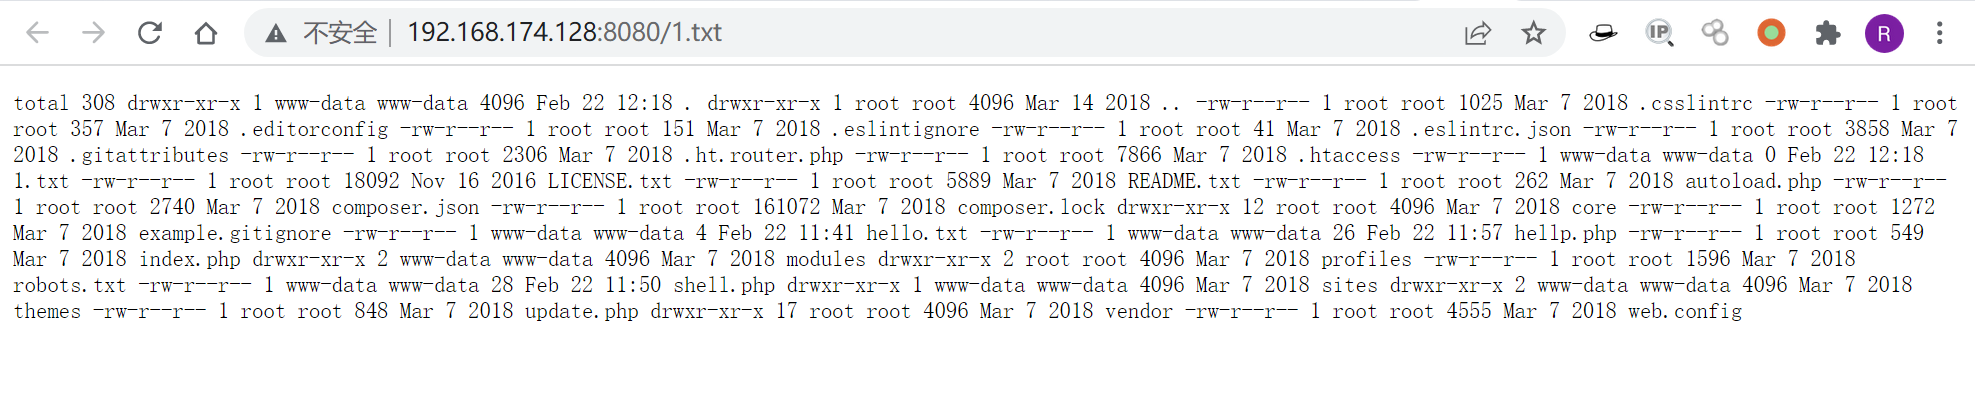 不安全 | 192.168.174.128:8080/1.txt
IP
R
total 308 drwxr-xr-x 1 www-data www-data 4096 Feb 22 12:18 . drwxr-xr-x 1 root root 4096 Mar 14 2018 .. -rw-r--r-- 1 root root 1025 Mar 7 2018 .csslintrc -rw-r--r-- 1 root
root 357 Mar 7 2018 .editorconfig -rw-r--r-- 1 root root 151 Mar 7 2018 .eslintignore -rw-r--r-- 1 root root 41 Mar 7 2018 .eslintrc.json -rw-r--r-- 1 root root 3858 Mar 7
2018 .gitattributes -rw-r--r-- 1 root root 2306 Mar 7 2018 .ht.router.php -rw-r--r-- 1 root root 7866 Mar 7 2018 .htaccess -rw-r--r-- 1 www-data www-data 0 Feb 22 12:18
1.txt -rw-r--r-- 1 root root 18092 Nov 16 2016 LICENSE.txt -rw-r--r-- 1 root root 5889 Mar 7 2018 README.txt -rw-r--r-- 1 root root 262 Mar 7 2018 autoload.php -rw-r--r--
1 root root 2740 Mar 7 2018 composer.json -rw-r--r-- 1 root root 161072 Mar 7 2018 composer.lock drwxr-xr-x 12 root root 4096 Mar 7 2018 core -rw-r--r-- 1 root root 1272
Mar 7 2018 example.gitignore -rw-r--r-- 1 www-data www-data 4 Feb 22 11:41 hello.txt -rw-r--r-- 1 www-data www-data 26 Feb 22 11:57 hellp.php -rw-r--r-- 1 root root 549
Mar 7 2018 index.php drwxr-xr-x 2 www-data www-data 4096 Mar 7 2018 modules drwxr-xr-x 2 root root 4096 Mar 7 2018 profiles -rw-r--r-- 1 root root 1596 Mar 7 2018
robots.txt -rw-r--r-- 1 www-data www-data 28 Feb 22 11:50 shell.php drwxr-xr-x 1 www-data www-data 4096 Mar 7 2018 sites drwxr-xr-x 2 www-data www-data 4096 Mar 7 2018
themes -rw-r--r-- 1 root root 848 Mar 7 2018 update.php drwxr-xr-x 17 root root 4096 Mar 7 2018 vendor -rw-r--r-- 1 root root 4555 Mar 7 2018 web.config